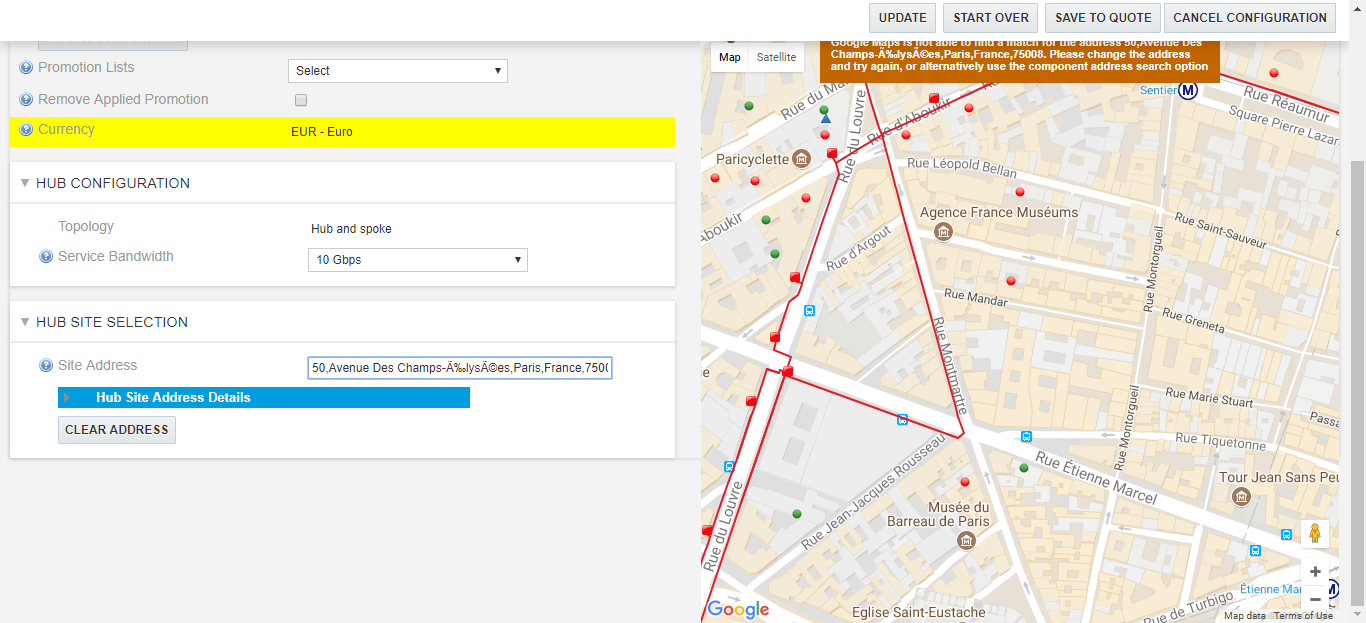 UPDATE START OVER SAVE TO QUOTE CANCEL CONFIGURATION
Promotion Lists Select
Remove Applied Promotion
Currency EUR - Euro
HUB CONFIGURATION
Topology Hub and spoke
Service Bandwidth 10 Gbps
HUB SITE SELECTION
Site Address 50,Avenue Des Champs-Ã‰lysÃ©es,Paris,France,7500
Hub Site Address Details
CLEAR ADDRESS
Map Satellite
Google Maps is not able to find a match for the address 50,Avenue Des
Champs-Ã‰lysÃ©es,Paris,France,75008. Please change the address
and try again, or alternatively use the component address search option
Sentier M
Rue Réaumur
Square Pierre Lazar
Rue du Ma
Rue du Louvre
Rue d'Aboukir
Paricyclette
Rue Léopold Bellan
Agence France Muséums
Aboukir
Rue d'Argout
Rue Saint-Sauveur
Rue Montorgueil
Rue Mandar
Rue Greneta
Rue Montmartre
Rue Marie Stuart
Rue Montorgueil
Passa
Rue Tiquetonne
Rue Étienne Marcel
Rue Jean-Jacques Rousseau
Tour Jean Sans Peu
Rue du Louvre
Musée du
Barreau de Paris
Étienne Mar
M
Rue de Turbigo
Google
Eglise Saint-Eustache
Map data Terms of Use